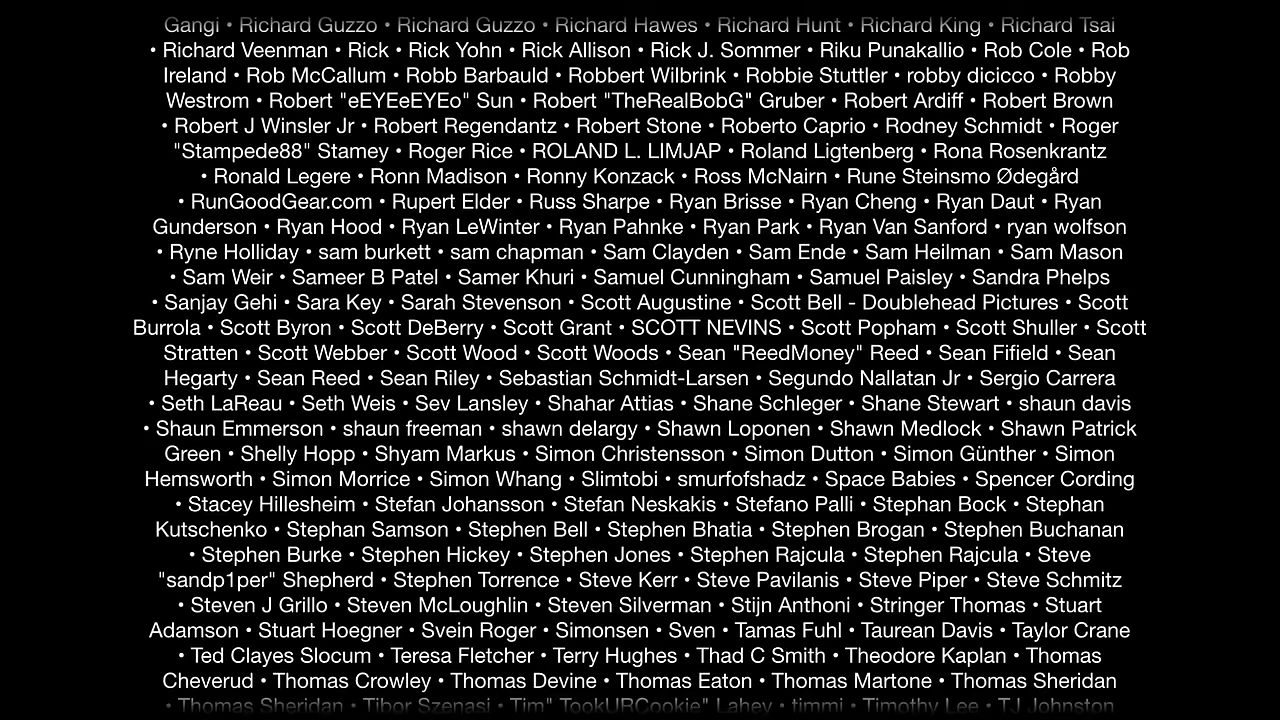 Gangi • Richard Guzzo • Richard Guzzo • Richard Hawes • Richard Hunt • Richard King • Richard Tsai
• Richard Veenman • Rick • Rick Yohn • Rick Allison • Rick J. Sommer • Riku Punakallio • Rob Cole • Rob
Ireland • Rob McCallum • Robb Barbauld • Robbert Wilbrink • Robbie Stuttler • robby dicicco • Robby
Westrom • Robert "eEYEeEYEo" Sun • Robert "TheRealBobG" Gruber • Robert Ardiff • Robert Brown
• Robert J Winsler Jr • Robert Regendantz • Robert Stone • Roberto Caprio • Rodney Schmidt • Roger
"Stampede88" Stamey • Roger Rice • ROLAND L. LIMJAP • Roland Ligtenberg • Rona Rosenkrantz
• Ronald Legere • Ronn Madison • Ronny Konzack • Ross McNairn • Rune Steinsmo Ødegård
• RunGoodGear.com • Rupert Elder • Russ Sharpe • Ryan Brisse • Ryan Cheng • Ryan Daut • Ryan
Gunderson • Ryan Hood • Ryan LeWinter • Ryan Pahnke • Ryan Park • Ryan Van Sanford • ryan wolfson
• Ryne Holliday • sam burkett • sam chapman • Sam Clayden • Sam Ende • Sam Heilman • Sam Mason
• Sam Weir • Sameer B Patel • Samer Khuri • Samuel Cunningham • Samuel Paisley • Sandra Phelps
• Sanjay Gehi • Sara Key • Sarah Stevenson • Scott Augustine • Scott Bell - Doublehead Pictures • Scott
Burrola • Scott Byron • Scott DeBerry • Scott Grant • SCOTT NEVINS • Scott Popham • Scott Shuller • Scott
Stratten • Scott Webber • Scott Wood • Scott Woods • Sean "ReedMoney" Reed • Sean Fifield • Sean
Hegarty • Sean Reed • Sean Riley • Sebastian Schmidt-Larsen • Segundo Nallatan Jr • Sergio Carrera
• Seth LaReau • Seth Weis • Sev Lansley • Shahar Attias • Shane Schleger • Shane Stewart • shaun davis
• Shaun Emmerson • shaun freeman • shawn delargy • Shawn Loponen • Shawn Medlock • Shawn Patrick
Green • Shelly Hopp • Shyam Markus • Simon Christensson • Simon Dutton • Simon Günther • Simon
Hemsworth • Simon Morrice • Simon Whang • Slimtobi • smurfofshadz • Space Babies • Spencer Cording
• Stacey Hillesheim • Stefan Johansson • Stefan Neskakis • Stefano Palli • Stephan Bock • Stephan
Kutschenko • Stephan Samson • Stephen Bell • Stephen Bhatia • Stephen Brogan • Stephen Buchanan
• Stephen Burke • Stephen Hickey • Stephen Jones • Stephen Rajcula • Stephen Rajcula • Steve
"sandp1per" Shepherd • Stephen Torrence • Steve Kerr • Steve Pavilanis • Steve Piper • Steve Schmitz
• Steven J Grillo • Steven McLoughlin • Steven Silverman • Stijn Anthoni • Stringer Thomas • Stuart
Adamson • Stuart Hoegner • Svein Roger • Simonsen • Sven • Tamas Fuhl • Taurean Davis • Taylor Crane
• Ted Clayes Slocum • Teresa Fletcher • Terry Hughes • Thad C Smith • Theodore Kaplan • Thomas
Cheverud • Thomas Crowley • Thomas Devine • Thomas Eaton • Thomas Martone • Thomas Sheridan
• Thomas Sheridan • Tibor Szenasi • Tim" TookURCookie" Lahey • timmi • Timothy Lee • TJ Johnston